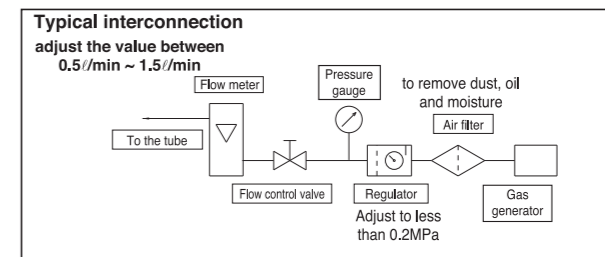 Typical interconnection
adjust the value between
0.5ℓ/min ~ 1.5ℓ/min
Flow meter
Pressure
gauge
to remove dust, oil
and moisture
Air filter
To the tube
Flow control valve
Regulator
Gas
generator
Adjust to less
than 0.2MPa